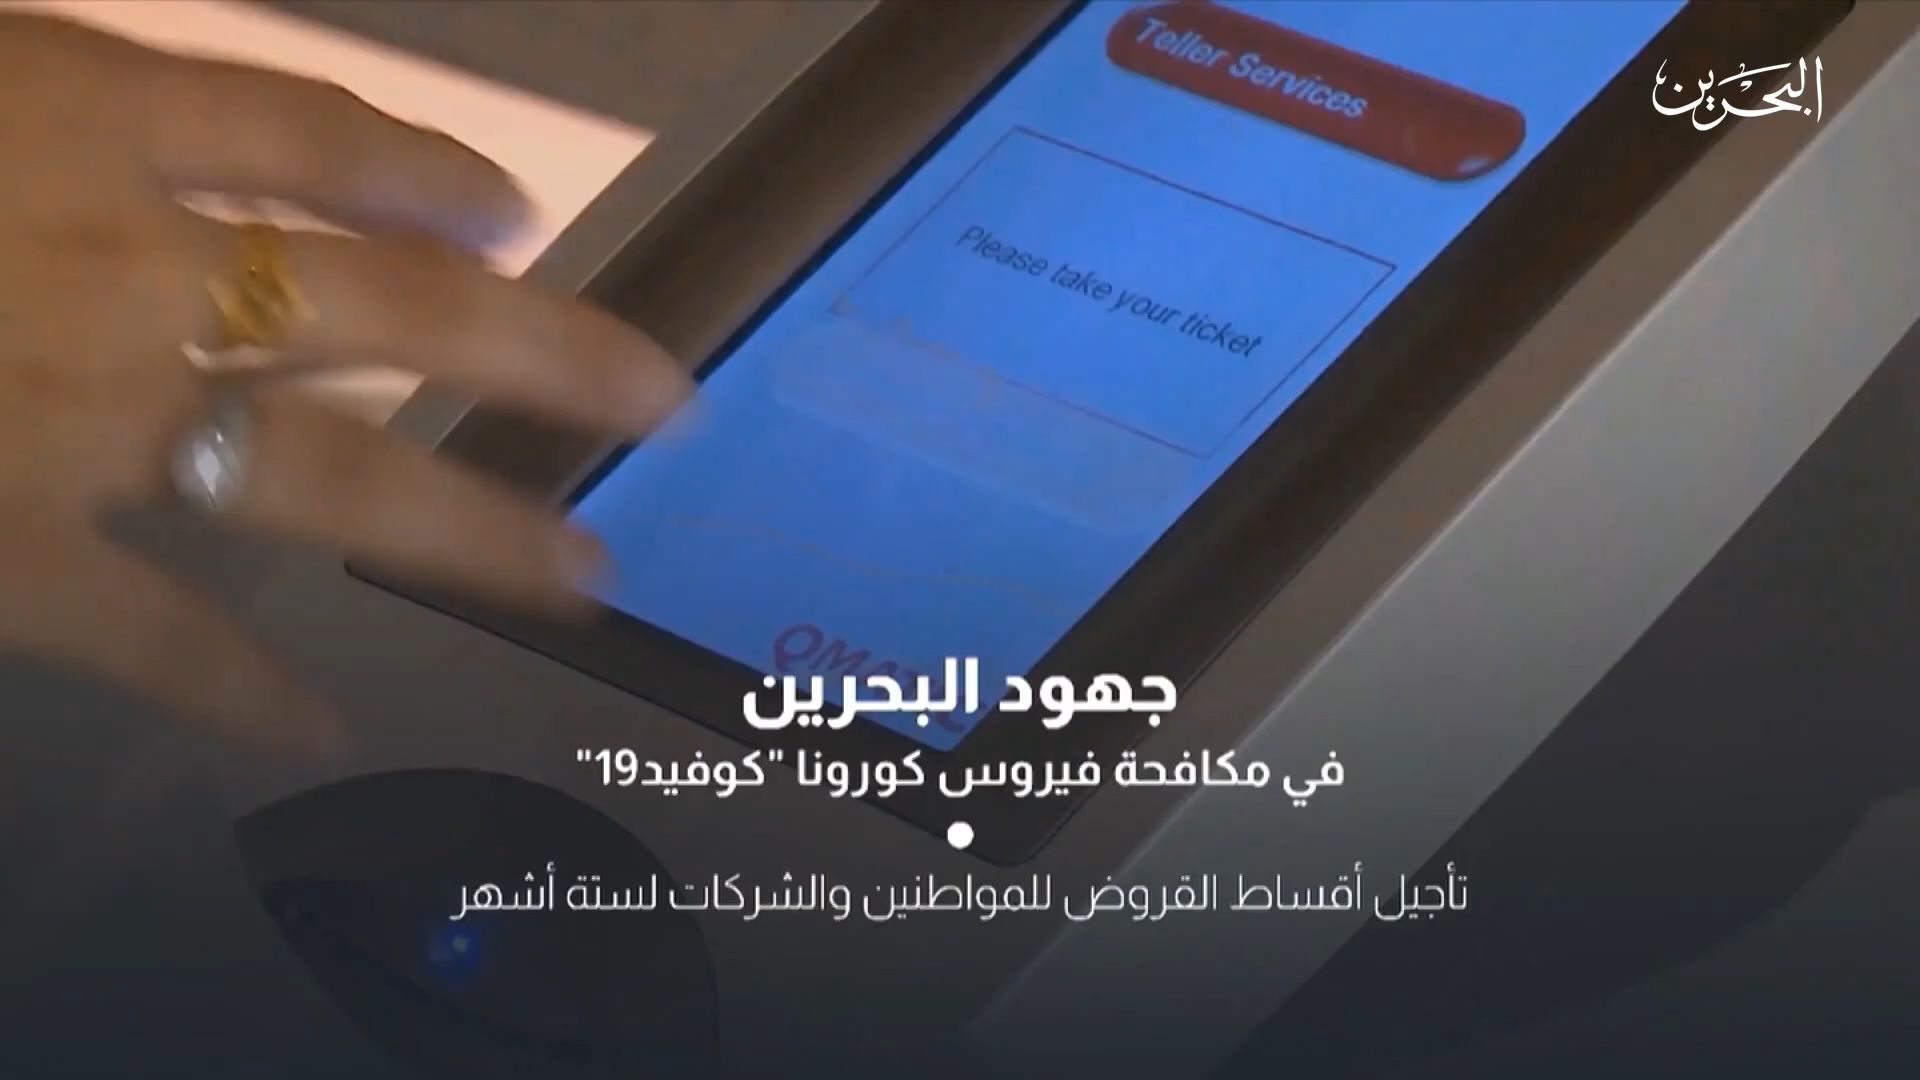 البحرين
Teller Services
Please take your ticket
جهود البحرين
في مكافحة فيروس كورونا "كوفيد19"
تأجيل أقساط القروض للمواطنين والشركات لستة أشهر